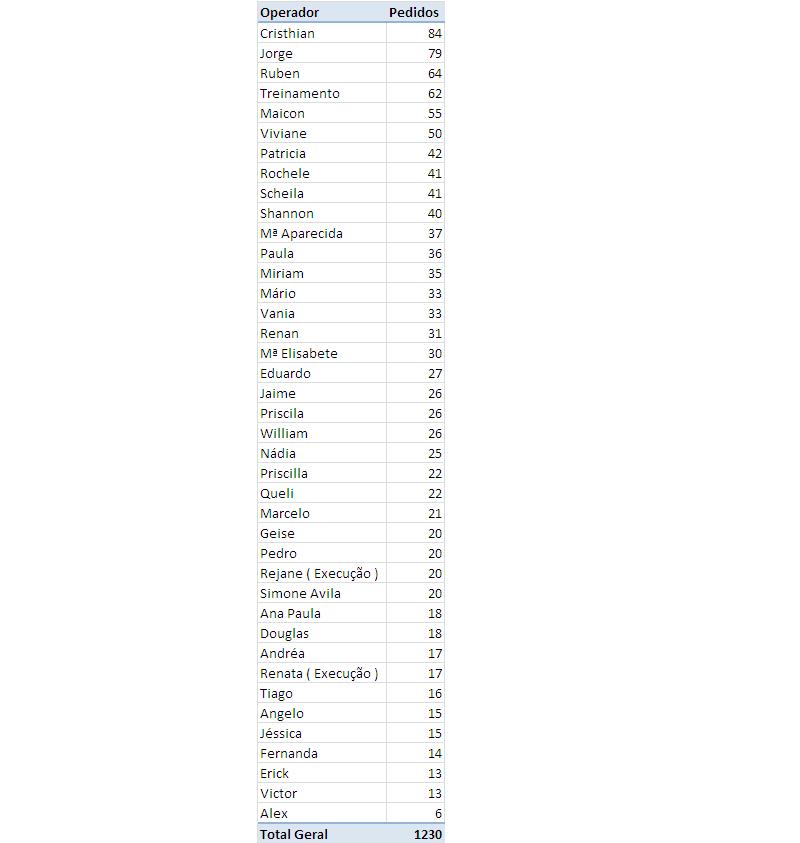 Operador Pedidos
Cristhian 84
Jorge 79
Ruben 64
Treinamento 62
Maicon 55
Viviane 50
Patricia 42
Rochele 41
Scheila 41
Shannon 40
Mª Aparecida 37
Paula 36
Miriam 35
Mário 33
Vania 33
Renan 31
Mª Elisabete 30
Eduardo 27
Jaime 26
Priscila 26
William 26
Nádia 25
Priscilla 22
Queli 22
Marcelo 21
Geise 20
Pedro 20
Rejane ( Execução ) 20
Simone Avila 20
Ana Paula 18
Douglas 18
Andréa 17
Renata ( Execução ) 17
Tiago 16
Angelo 15
Jéssica 15
Fernanda 14
Erick 13
Victor 13
Alex 6
Total Geral 1230